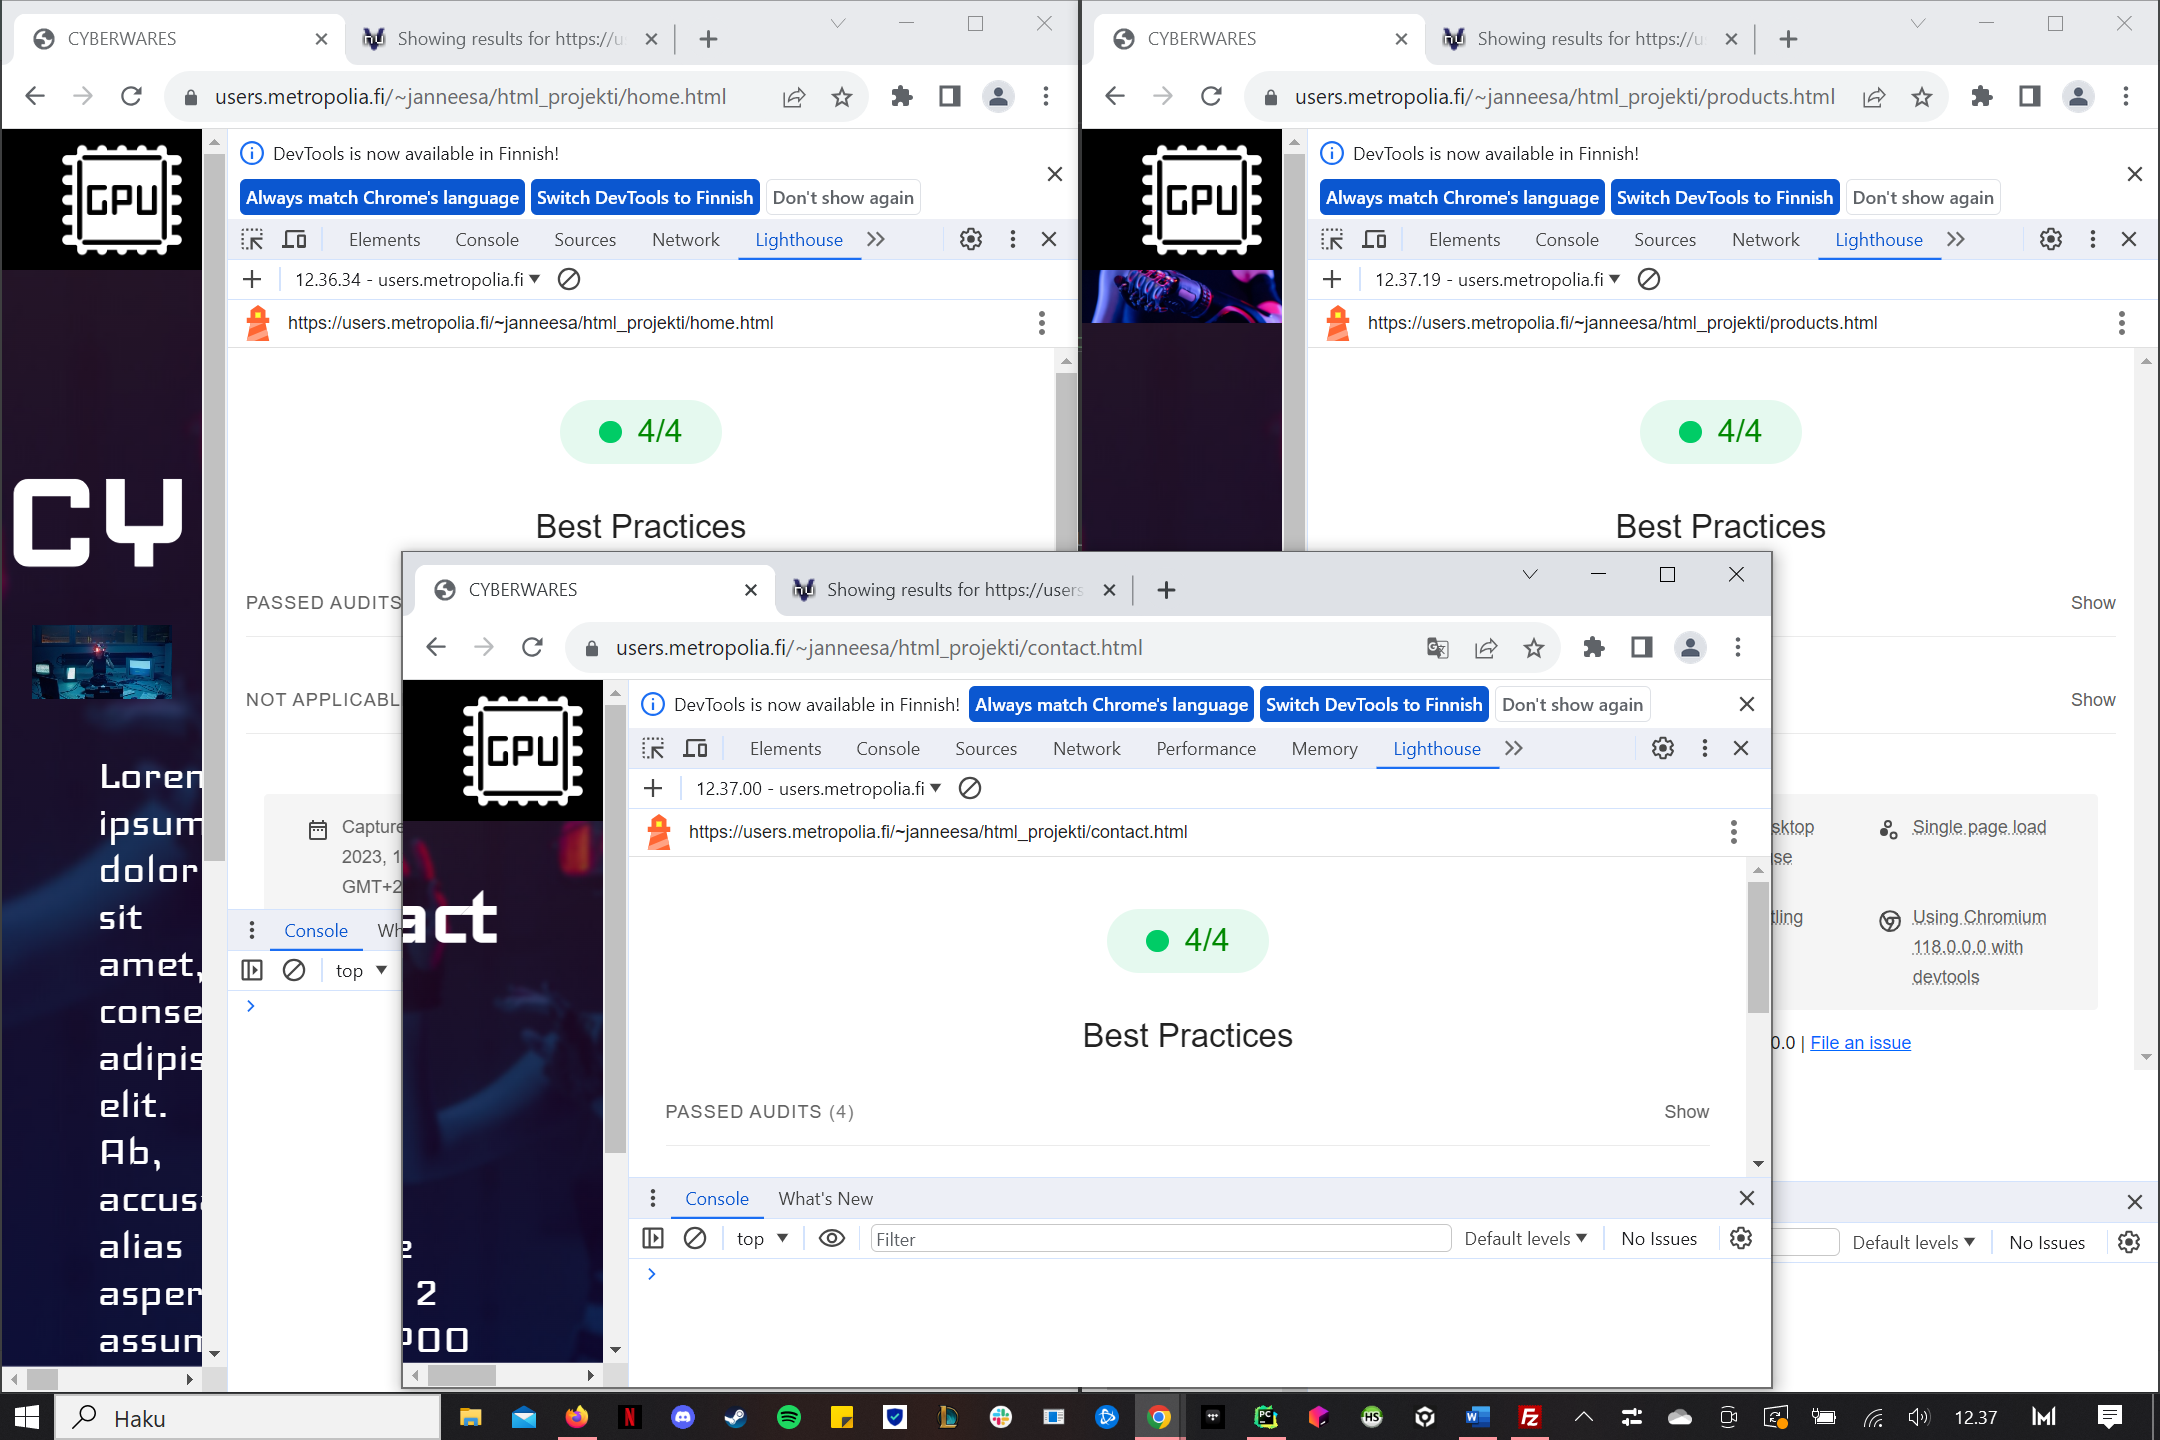 CYBERWARES
Showing results for https://u
users.metropolia.fi/~janneesa/html_projekti/home.html
GPU
DevTools is now available in Finnish!
Always match Chrome's language
Switch DevTools to Finnish
Don't show again
Elements
Console
Sources
Network
Lighthouse
12.36.34 - users.metropolia.fi
https://users.metropolia.fi/~janneesa/html_projekti/home.html
4/4
Best Practices
PASSED AUDITS
NOT APPLICABL
Capture
2023, 1
GMT+2
CY
Lorem
ipsum
dolor
sit
amet,
conse
adipis
elit.
Ab,
accusa
alias
asper
assum
Console
Wh
top
CYBERWARES
Showing results for https://u
users.metropolia.fi/~janneesa/html_projekti/products.html
GPU
DevTools is now available in Finnish!
Always match Chrome's language
Switch DevTools to Finnish
Don't show again
Elements
Console
Sources
Network
Lighthouse
12.37.19 - users.metropolia.fi
https://users.metropolia.fi/~janneesa/html_projekti/products.html
4/4
Best Practices
Show
Show
sktop
se
Single page load
tling
Using Chromium
118.0.0.0 with
devtools
0.0 | File an issue
Default levels
No Issues
CYBERWARES
Showing results for https://users
users.metropolia.fi/~janneesa/html_projekti/contact.html
GPU
DevTools is now available in Finnish!
Always match Chrome's language
Switch DevTools to Finnish
Don't show again
Elements
Console
Sources
Network
Performance
Memory
Lighthouse
12.37.00 - users.metropolia.fi
https://users.metropolia.fi/~janneesa/html_projekti/contact.html
act
4/4
Best Practices
PASSED AUDITS (4)
Show
e
2
P00
Console
What's New
top
Filter
Default levels
No Issues
Haku
12.37